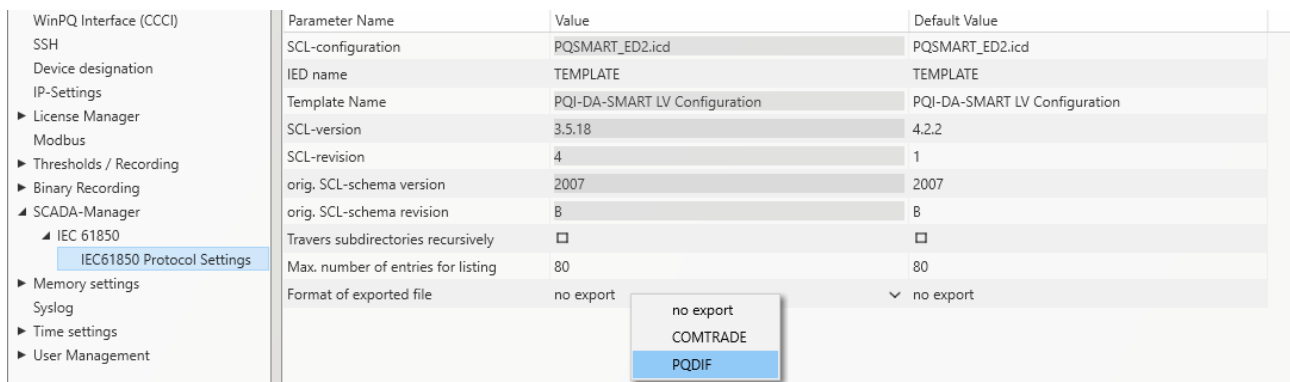 WinPQ Interface (CCCI)
SSH
Device designation
IP-Settings
License Manager
Modbus
Thresholds / Recording
Binary Recording
SCADA-Manager
IEC 61850
IEC61850 Protocol Settings
Memory settings
Syslog
Time settings
User Management
Parameter Name Value Default Value
SCL-configuration PQSMART_ED2.icd PQSMART_ED2.icd
IED name TEMPLATE TEMPLATE
Template Name PQI-DA-SMART LV Configuration PQI-DA-SMART LV Configuration
SCL-version 3.5.18 4.2.2
SCL-revision 4 1
orig. SCL-schema version 2007 2007
orig. SCL-schema revision B B
Travers subdirectories recursively
Max. number of entries for listing 80 80
Format of exported file no export no export
no export
COMTRADE
PQDIF